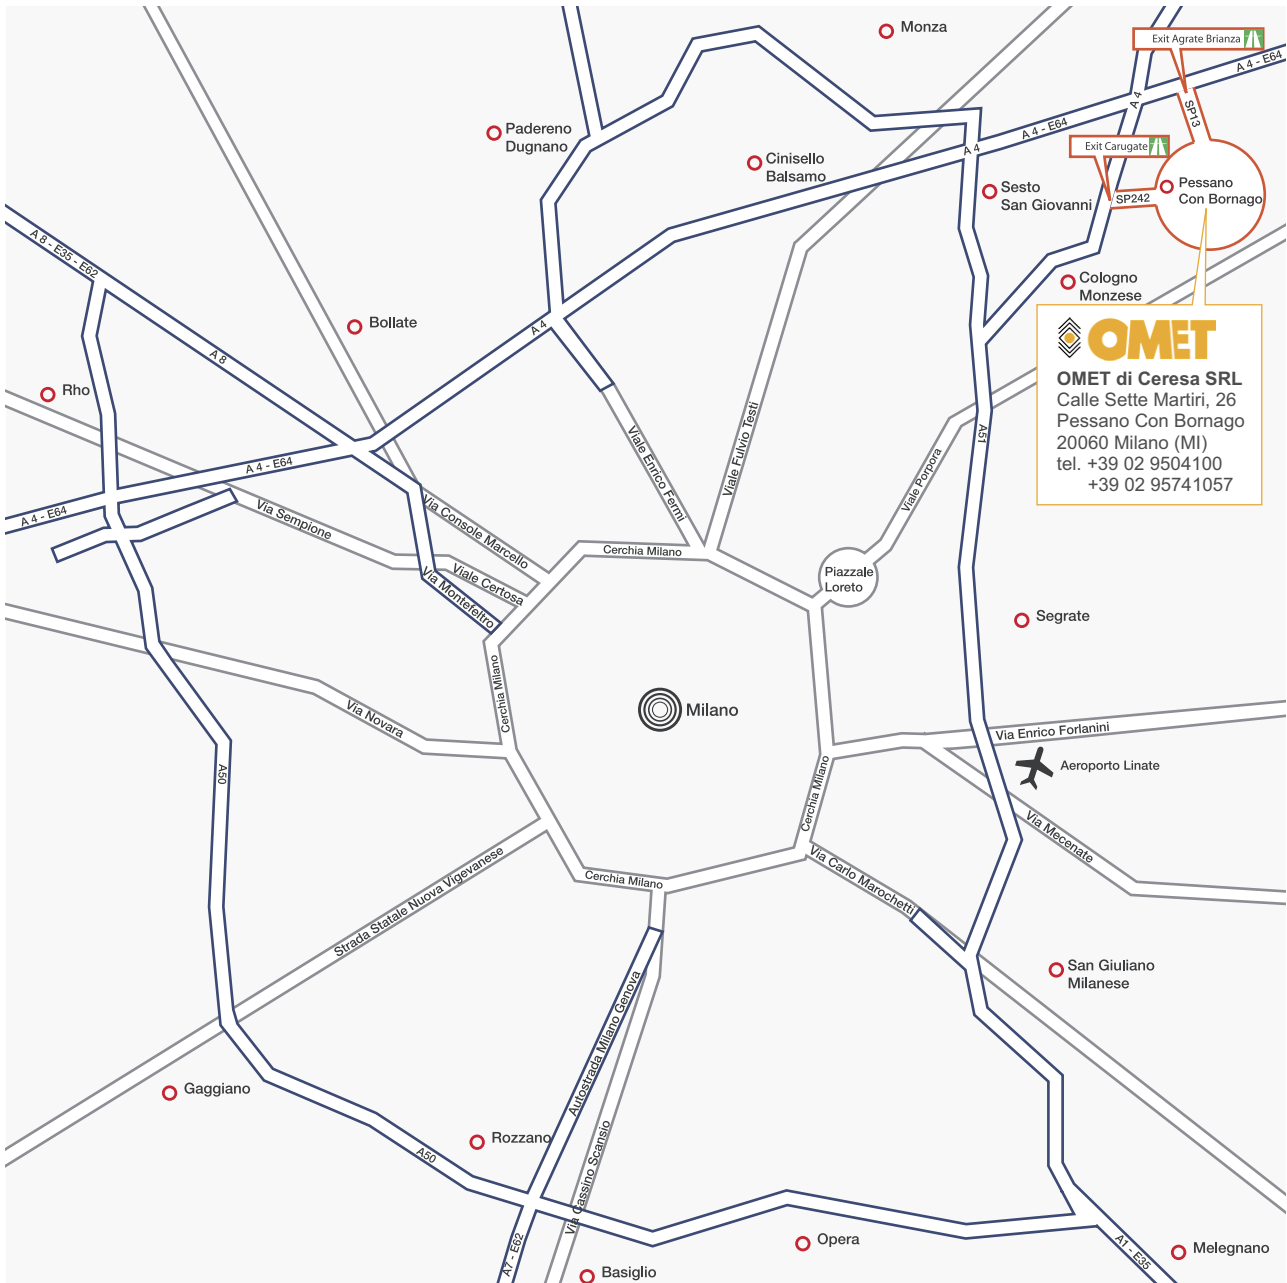 Monza
Exit Agrate Brianza
A 4 - E64
A 4
SP13
A 4 - E64
Padereno
Dugnano
A 4
Cinisello
Balsamo
Exit Carugate
Sesto
San Giovanni
SP242
Pessano
Con Bornago
A 8 - E35 - E62
Cologno
Monzese
Bollate
A 4
A 8
OMET
OMET di Ceresa SRL
Calle Sette Martiri, 26
Pessano Con Bornago
20060 Milano (MI)
tel. +39 02 9504100
+39 02 95741057
Rho
Viale Enrico Fermi
Viale Fulvio Testi
A51
Viale Porpora
A 4 - E64
A 4 - E64
Via Sempione
Via Console Marcello
Cerchia Milano
Viale Certosa
Via Montefeltro
Piazzale
Loreto
Segrate
Cerchia Milano
Milano
Via Novara
Via Enrico Forlanini
Aeroporto Linate
A50
Cerchia Milano
Via Mecenate
Strada Statale Nuova Vigevanese
Cerchia Milano
Via Carlo Marochetti
San Giuliano
Milanese
Autostrada Milano Genova
Gaggiano
Rozzano
A50
Via Cassino Scansio
A7 - E62
Opera
A1 - E35
Melegnano
Basiglio